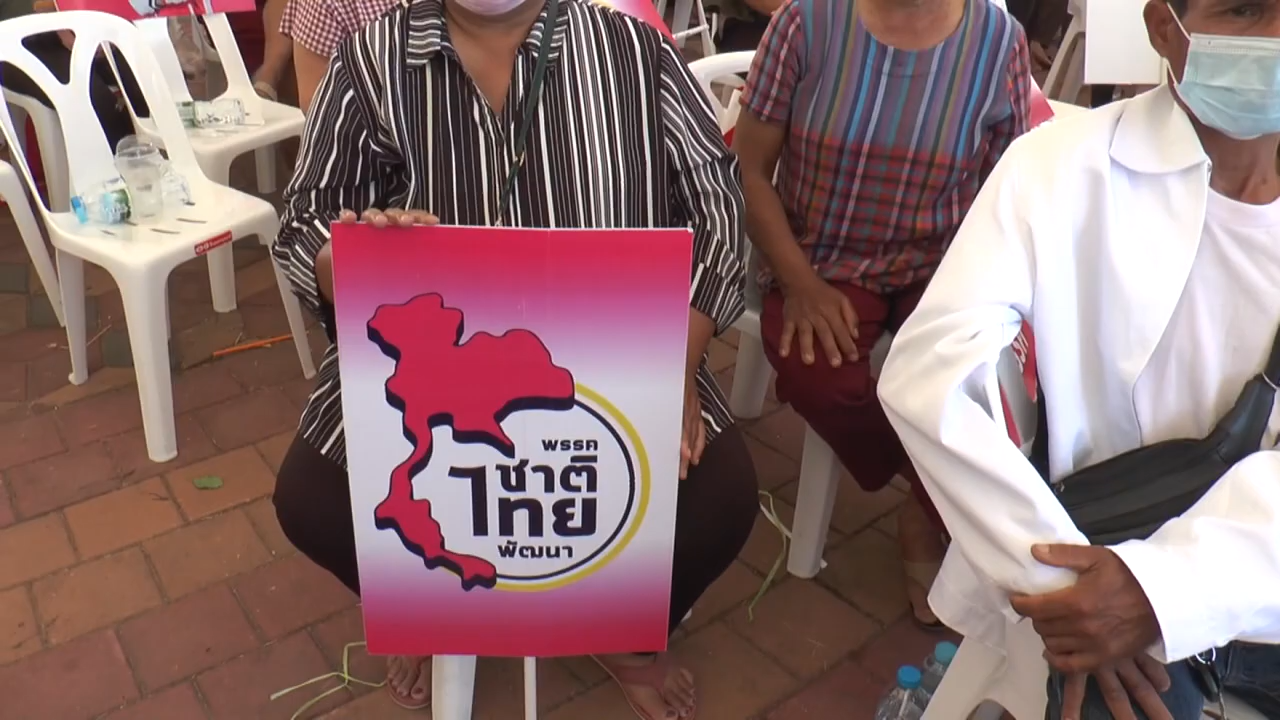 พรรค
ชาติ
ไทย
พัฒนา